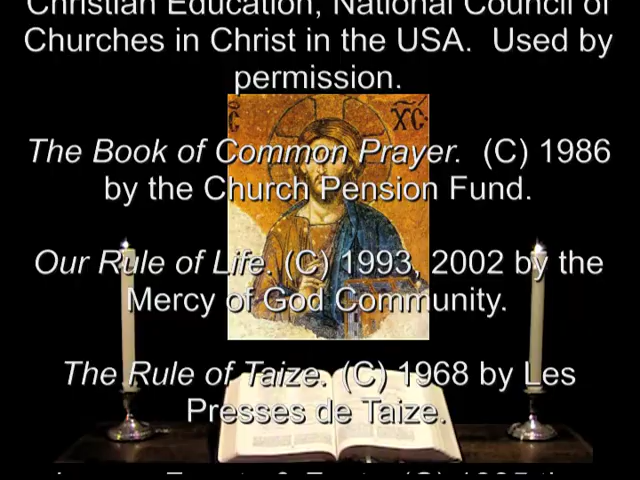 Christian Education, National Council of
Churches in Christ in the USA. Used by
permission.
The Book of Common Prayer. (C) 1986
by the Church Pension Fund.
Our Rule of Life. (C) 1993, 2002 by the
Mercy of God Community.
The Rule of Taize. (C) 1968 by Les
Presses de Taize.
XC